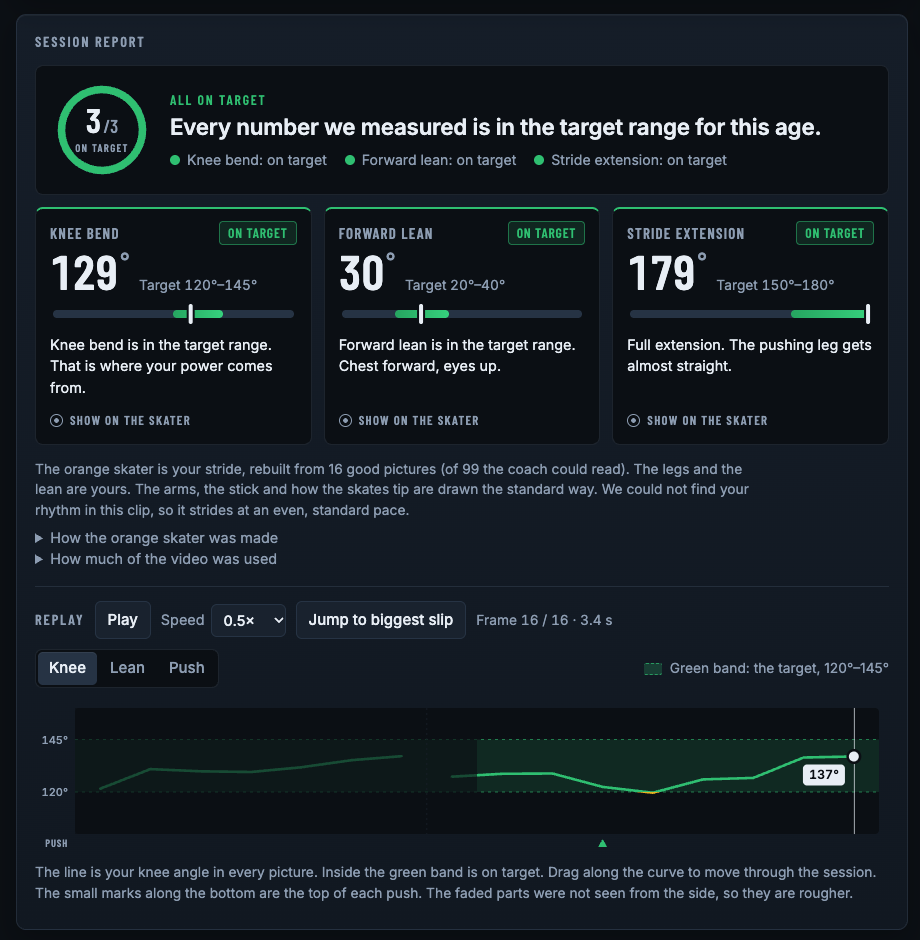 SESSION REPORT
3/3
ON TARGET
ALL ON TARGET
Every number we measured is in the target range for this age.
Knee bend: on target
Forward lean: on target
Stride extension: on target
KNEE BEND
ON TARGET
129°
Target 120°–145°
Knee bend is in the target range.
That is where your power comes
from.
SHOW ON THE SKATER
FORWARD LEAN
ON TARGET
30°
Target 20°–40°
Forward lean is in the target range.
Chest forward, eyes up.
SHOW ON THE SKATER
STRIDE EXTENSION
ON TARGET
179°
Target 150°–180°
Full extension. The pushing leg gets
almost straight.
SHOW ON THE SKATER
The orange skater is your stride, rebuilt from 16 good pictures (of 99 the coach could read). The legs and the
lean are yours. The arms, the stick and how the skates tip are drawn the standard way. We could not find your
rhythm in this clip, so it strides at an even, standard pace.
How the orange skater was made
How much of the video was used
REPLAY
Play
Speed
0.5×
Jump to biggest slip
Frame 16 / 16 · 3.4 s
Knee
Lean
Push
Green band: the target, 120°–145°
145°
120°
137°
PUSH
The line is your knee angle in every picture. Inside the green band is on target. Drag along the curve to move through the session.
The small marks along the bottom are the top of each push. The faded parts were not seen from the side, so they are rougher.